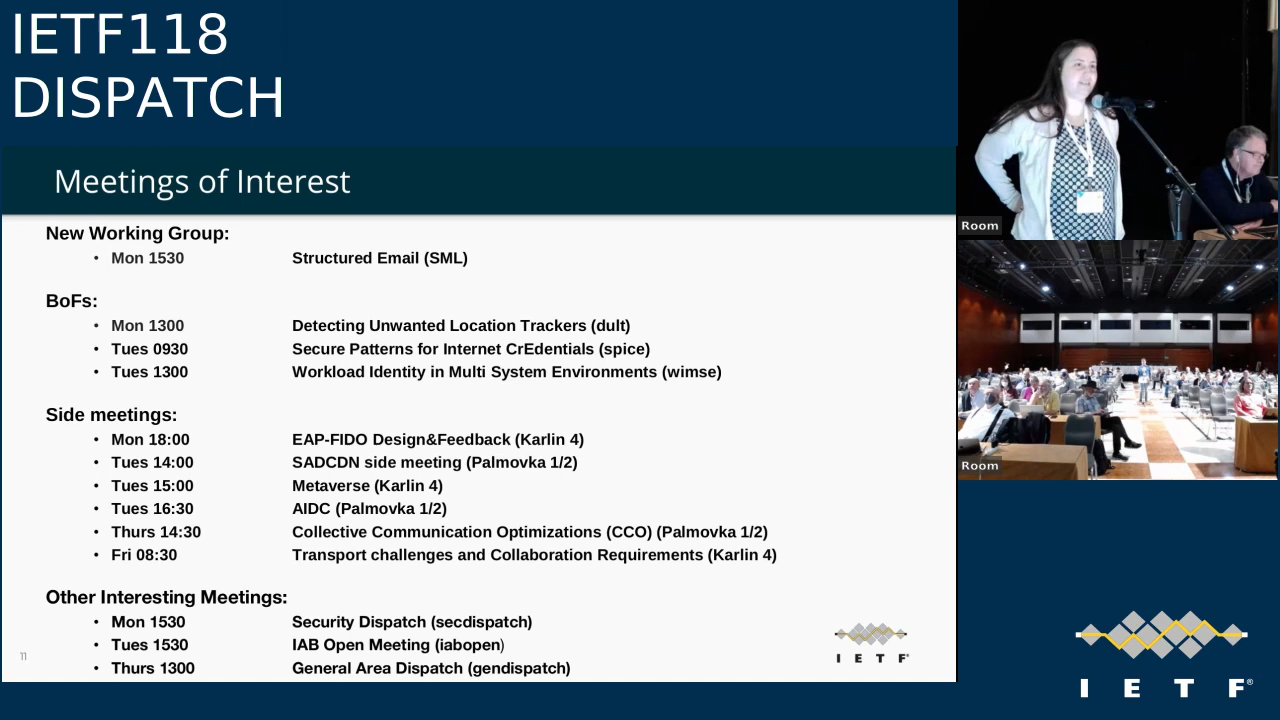 IETF118
DISPATCH
Meetings of Interest
New Working Group:
• Mon 1530 Structured Email (SML)
BoFs:
• Mon 1300 Detecting Unwanted Location Trackers (dult)
• Tues 0930 Secure Patterns for Internet CrEdentials (spice)
• Tues 1300 Workload Identity in Multi System Environments (wimse)
Side meetings:
• Mon 18:00 EAP-FIDO Design&Feedback (Karlin 4)
• Tues 14:00 SADCDN side meeting (Palmovka 1/2)
• Tues 15:00 Metaverse (Karlin 4)
• Tues 16:30 AIDC (Palmovka 1/2)
• Thurs 14:30 Collective Communication Optimizations (CCO) (Palmovka 1/2)
• Fri 08:30 Transport challenges and Collaboration Requirements (Karlin 4)
Other Interesting Meetings:
• Mon 1530 Security Dispatch (secdispatch)
• Tues 1530 IAB Open Meeting (iabopen)
• Thurs 1300 General Area Dispatch (gendispatch)
11
I E T F®
Room
Room
I E T F®